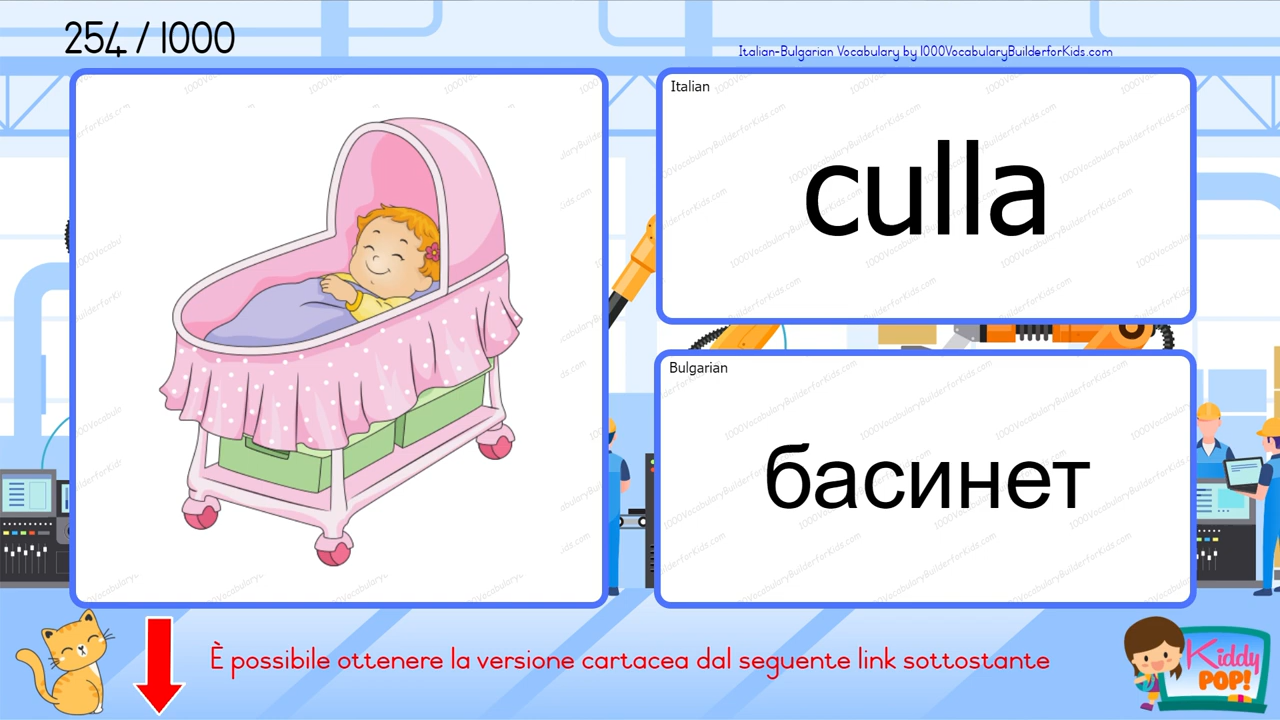 254 / 1000
Italian-Bulgarian Vocabulary by 1000VocabularyBuilderforKids.com
Italian
culla
Bulgarian
басинет
È possibile ottenere la versione cartacea dal seguente link sottostante
Kiddy
POP!